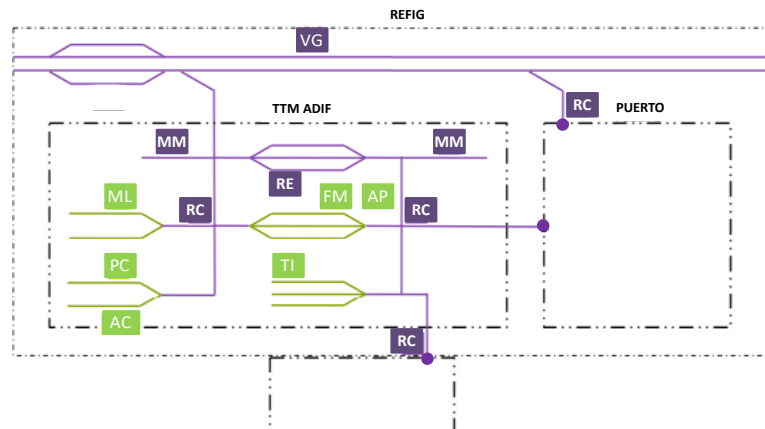 REFIG
VG
RC
PUERTO
TTM ADIF
MM
MM
RE
ML
RC
FM
AP
RC
PC
TI
AC
RC